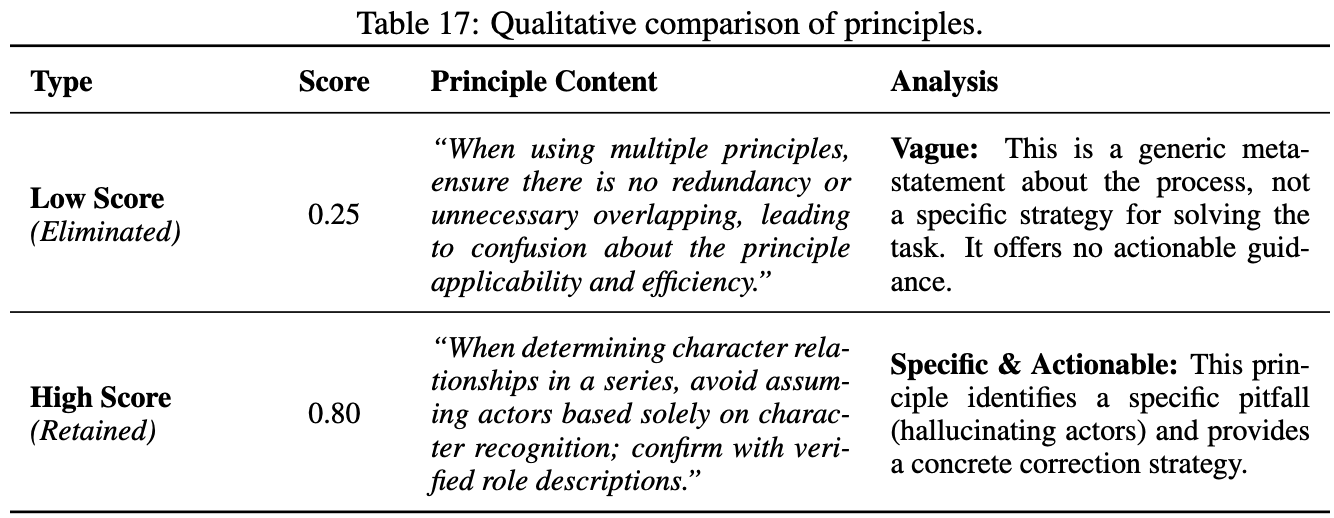 Table 17: Qualitative comparison of principles.
Type Score Principle Content Analysis
Low Score
(Eliminated)
0.25
“When using multiple principles,
ensure there is no redundancy or
unnecessary overlapping, leading
to confusion about the principle
applicability and efficiency.”
Vague: This is a generic meta-
statement about the process, not
a specific strategy for solving the
task. It offers no actionable guid-
ance.
High Score
(Retained)
0.80
“When determining character rela-
tionships in a series, avoid assum-
ing actors based solely on charac-
ter recognition; confirm with veri-
fied role descriptions.”
Specific & Actionable: This prin-
ciple identifies a specific pitfall
(hallucinating actors) and provides
a concrete correction strategy.